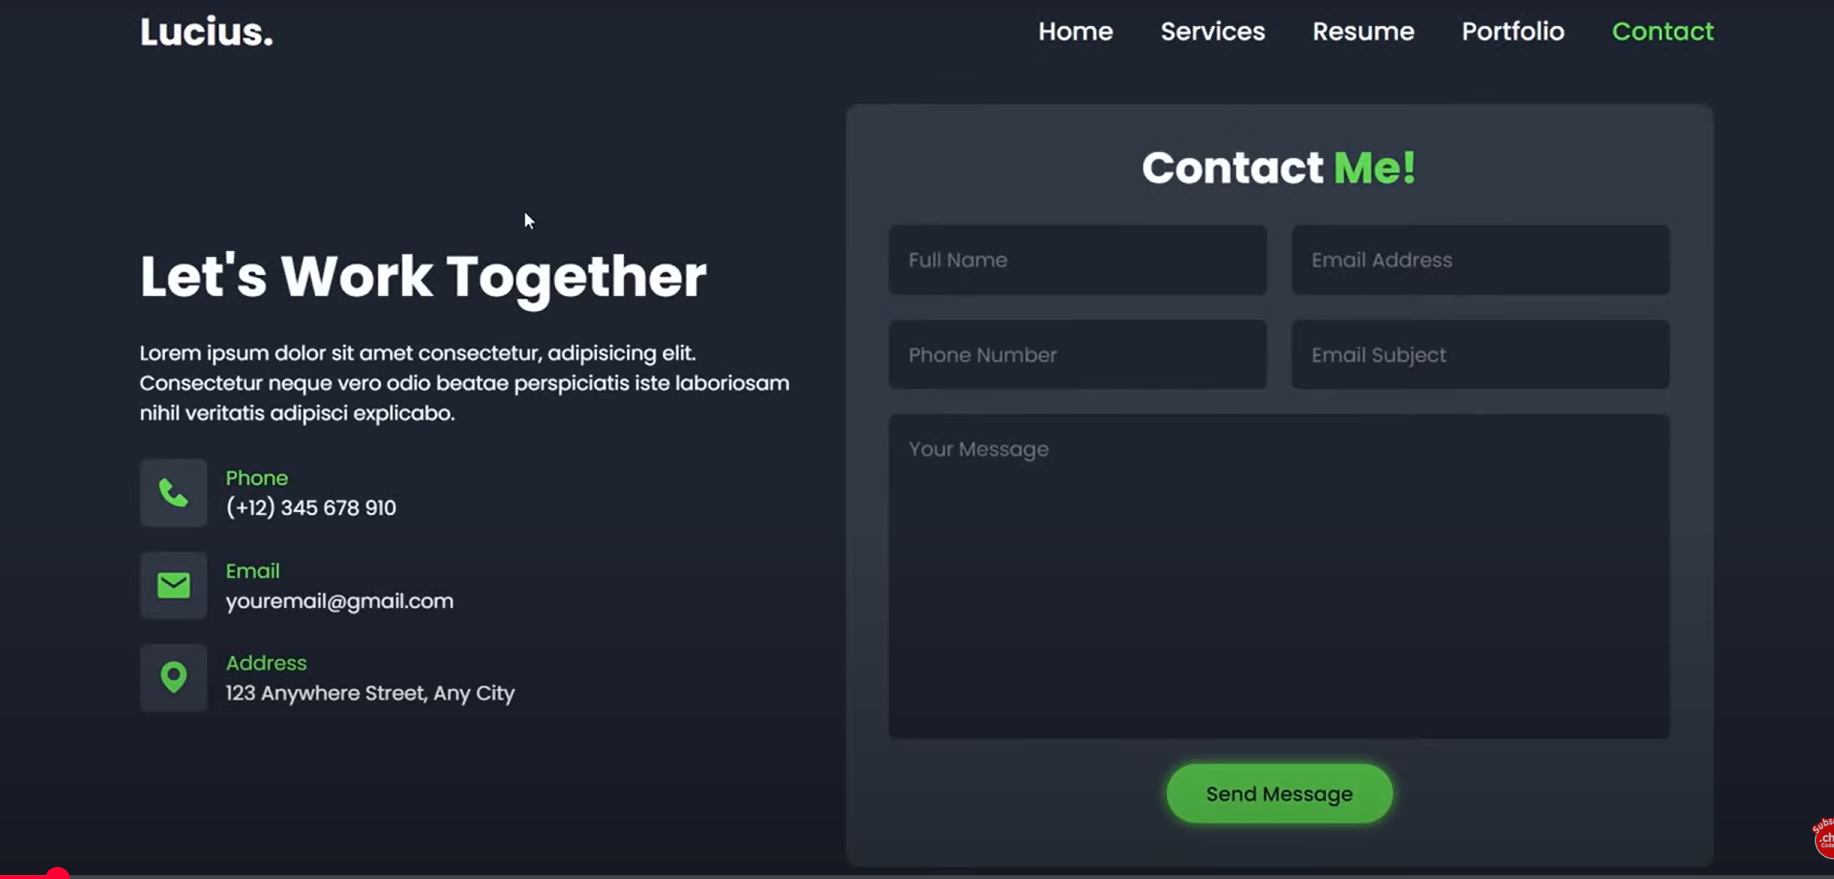 Lucius.
Home Services Resume Portfolio Contact
Let's Work Together
Lorem ipsum dolor sit amet consectetur, adipisicing elit.
Consectetur neque vero odio beatae perspiciatis iste laboriosam
nihil veritatis adipisci explicabo.
Phone
(+12) 345 678 910
Email
youremail@gmail.com
Address
123 Anywhere Street, Any City
Contact Me!
Full Name
Email Address
Phone Number
Email Subject
Your Message
Send Message